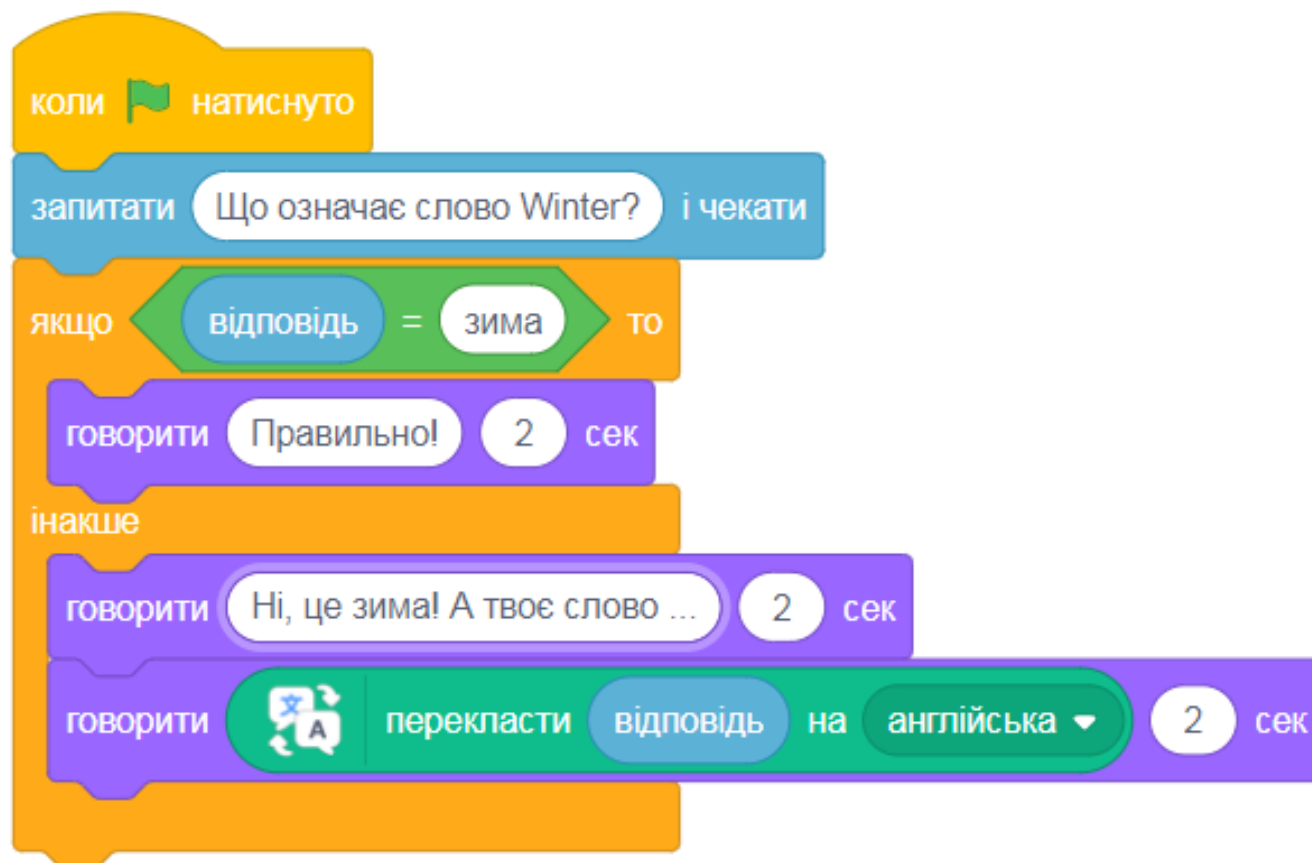 коли натиснуто
запитати Що означає слово Winter? і чекати
якщо відповідь = зима то
говорити Правильно! 2 сек
інакше
говорити Ні, це зима! А твоє слово ... 2 сек
говорити 文 A перекласти відповідь на англійська 2 сек